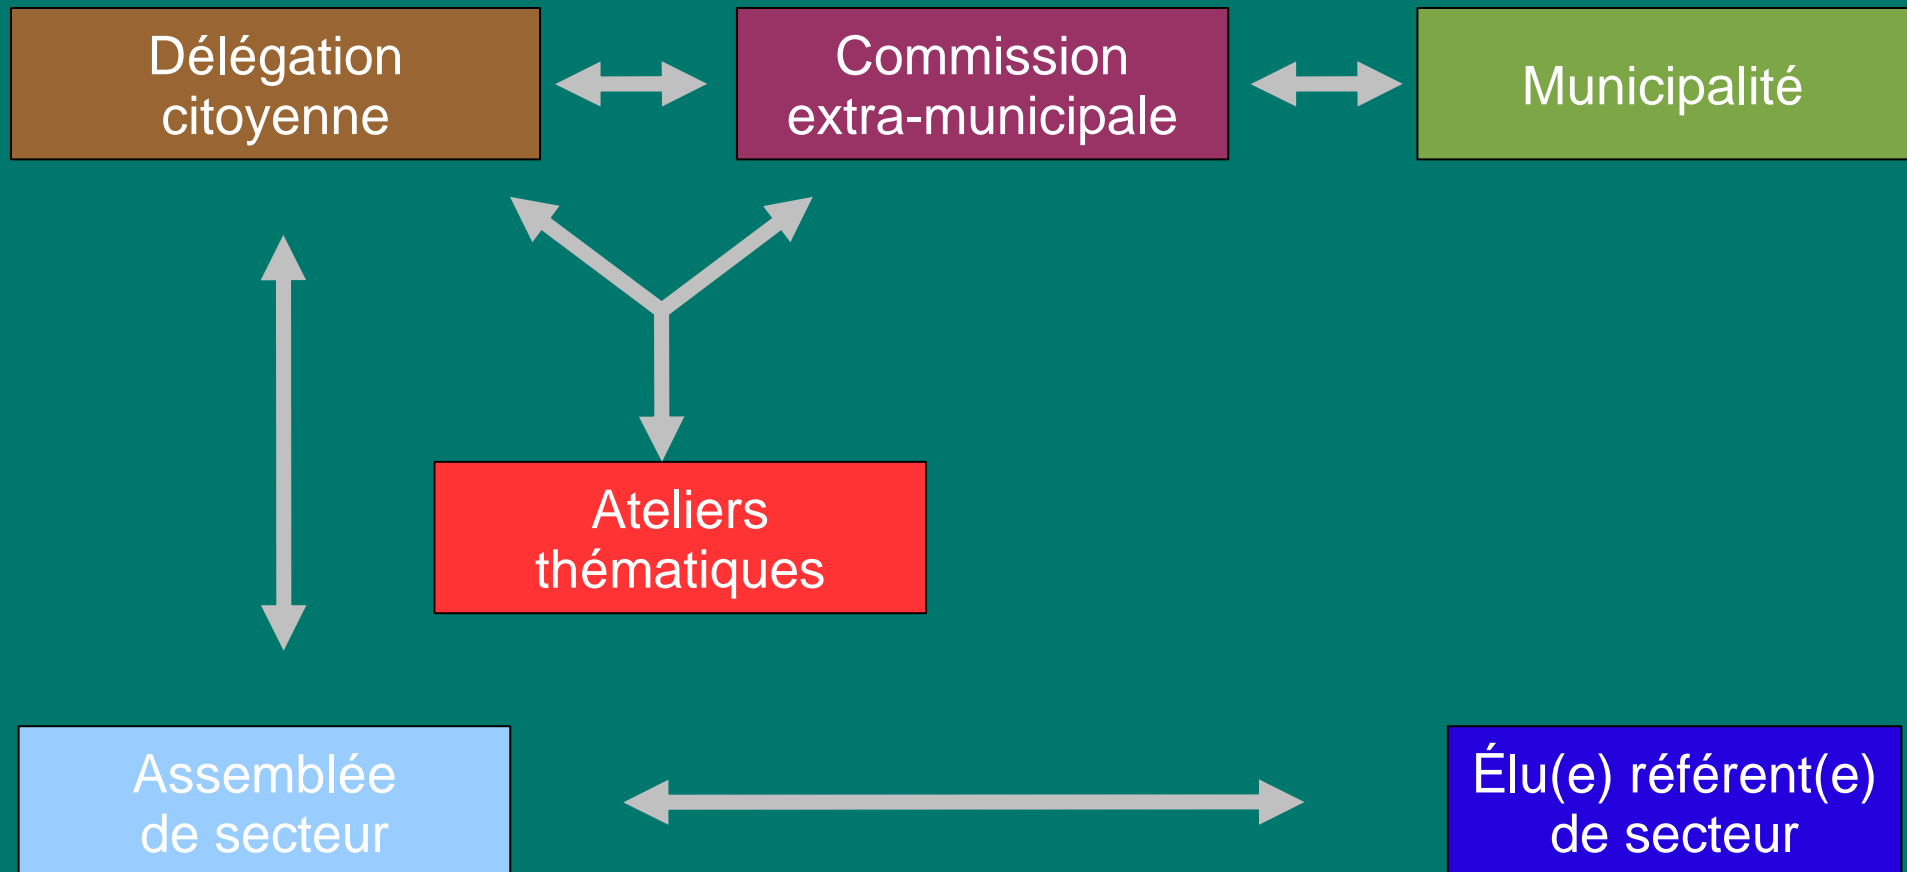 Délégation
citoyenne
Commission
extra-municipale
Municipalité
Ateliers
thématiques
Assemblée
de secteur
Élu(e) référent(e)
de secteur